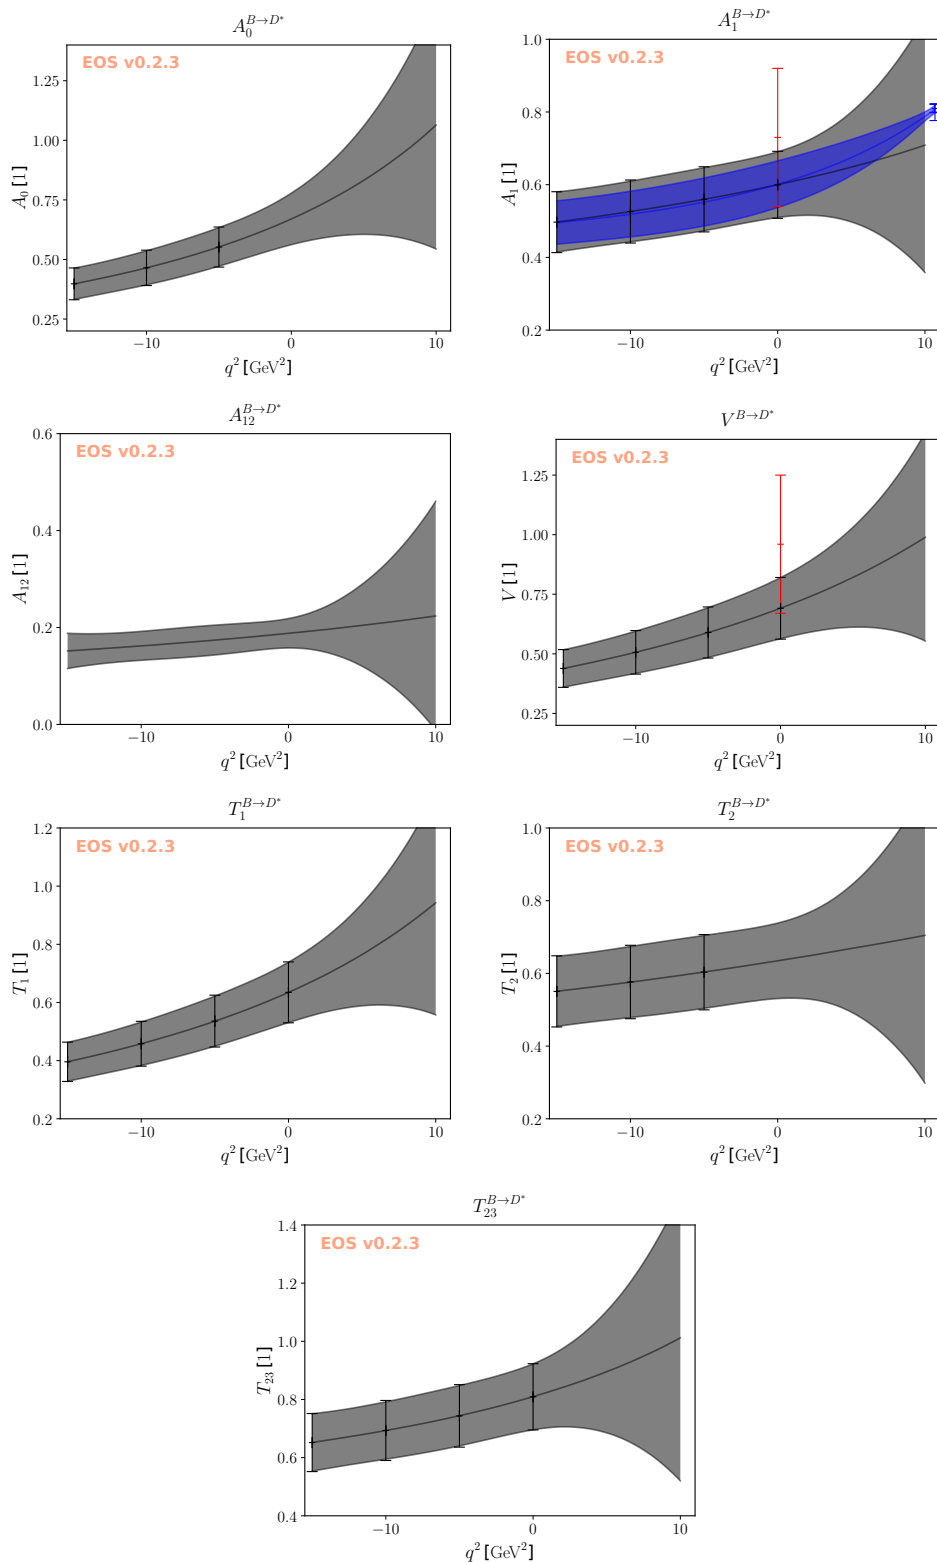 A_0^{B→D*}
EOS v0.2.3
1.25
1.00
0.75
0.50
0.25
A_0 [1]
−10 0 10
q^2 [GeV^2]
A_1^{B→D*}
EOS v0.2.3
1.0
0.8
0.6
0.4
0.2
A_1 [1]
−10 0 10
q^2 [GeV^2]
A_{12}^{B→D*}
EOS v0.2.3
0.6
0.4
0.2
0.0
A_{12} [1]
−10 0 10
q^2 [GeV^2]
V^{B→D*}
EOS v0.2.3
1.25
1.00
0.75
0.50
0.25
V [1]
−10 0 10
q^2 [GeV^2]
T_1^{B→D*}
EOS v0.2.3
1.2
1.0
0.8
0.6
0.4
0.2
T_1 [1]
−10 0 10
q^2 [GeV^2]
T_2^{B→D*}
EOS v0.2.3
1.0
0.8
0.6
0.4
0.2
T_2 [1]
−10 0 10
q^2 [GeV^2]
T_{23}^{B→D*}
EOS v0.2.3
1.4
1.2
1.0
0.8
0.6
0.4
T_{23} [1]
−10 0 10
q^2 [GeV^2]